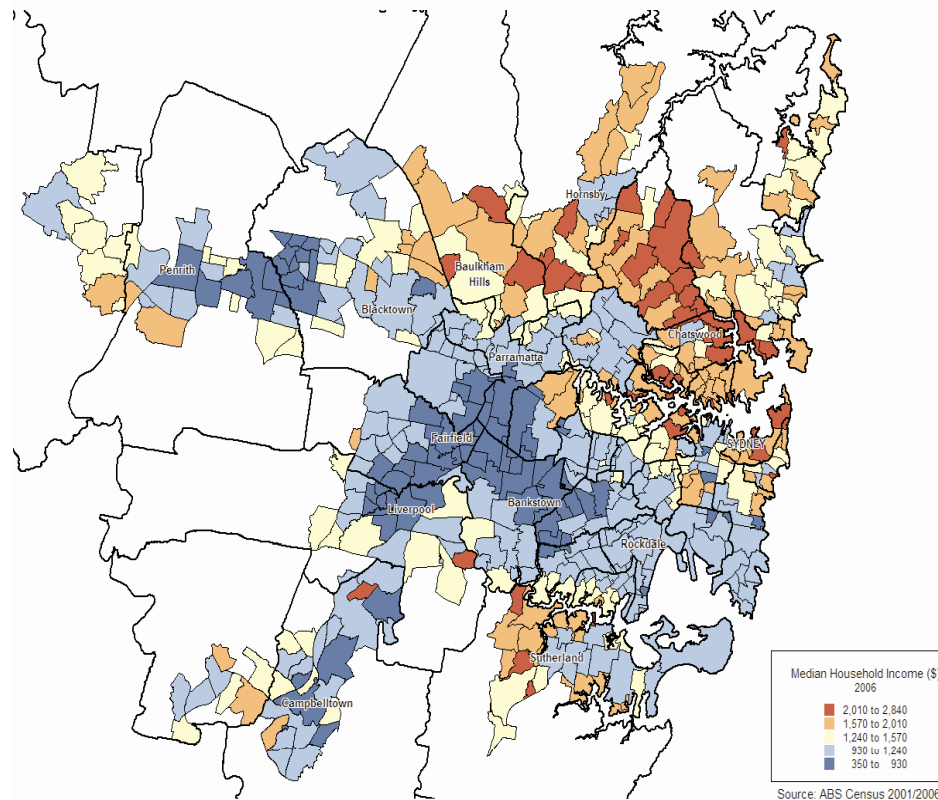 Hornsby
Penrith
Baulkham
Hills
Blacktown
Chatswood
Parramatta
Fairfield
SYDNEY
Liverpool
Bankstown
Rockdale
Sutherland
Campbelltown
Median Household Income ($)
2006
2,010 to 2,840
1,570 to 2,010
1,240 to 1,570
930 to 1,240
350 to 930
Source: ABS Census 2001/2006